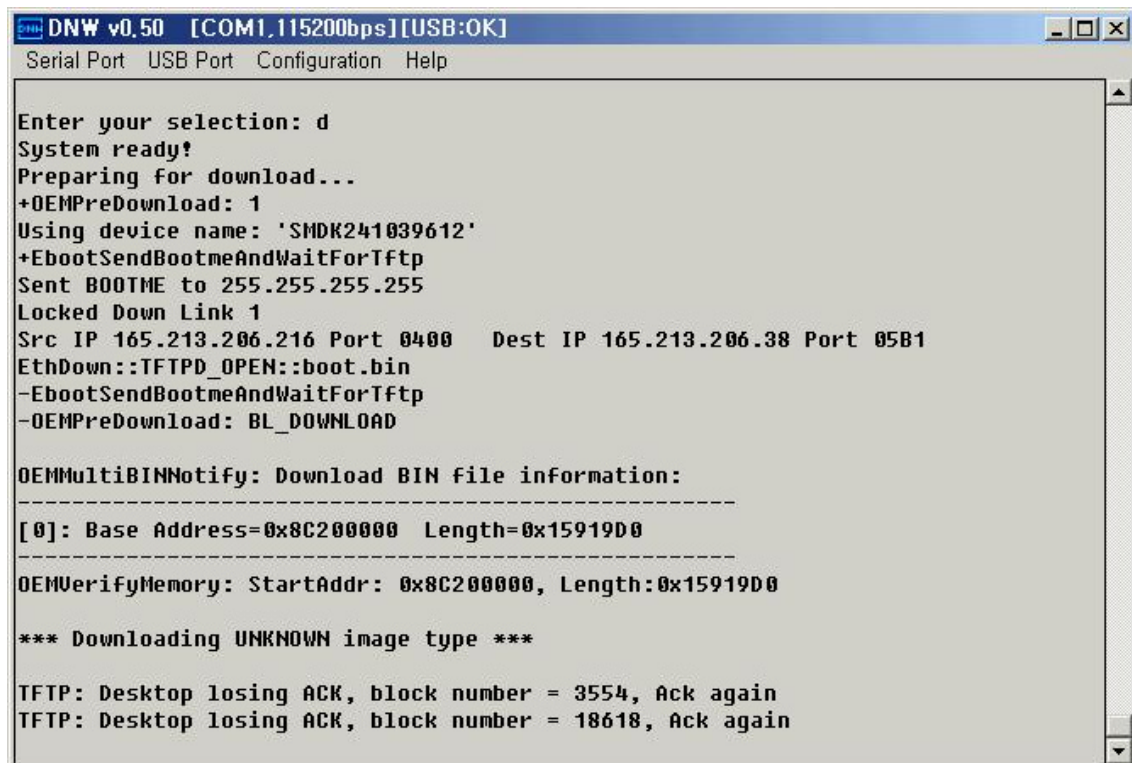 DNW v0.50 [COM1,115200bps][USB:OK]
Serial Port USB Port Configuration Help
Enter your selection: d
System ready!
Preparing for download...
+OEMPreDownload: 1
Using device name: 'SMDK241039612'
+EbootSendBootmeAndWaitForTftp
Sent BOOTME to 255.255.255.255
Locked Down Link 1
Src IP 165.213.206.216 Port 0400   Dest IP 165.213.206.38 Port 05B1
EthDown::TFTPD_OPEN::boot.bin
-EbootSendBootmeAndWaitForTftp
-OEMPreDownload: BL_DOWNLOAD
OEMMultiBINNotify: Download BIN file information:
-------------------------------------------------------
[0]: Base Address=0x8C200000  Length=0x15919D0
-------------------------------------------------------
OEMVerifyMemory: StartAddr: 0x8C200000, Length:0x15919D0
*** Downloading UNKNOWN image type ***
TFTP: Desktop losing ACK, block number = 3554, Ack again
TFTP: Desktop losing ACK, block number = 18618, Ack again